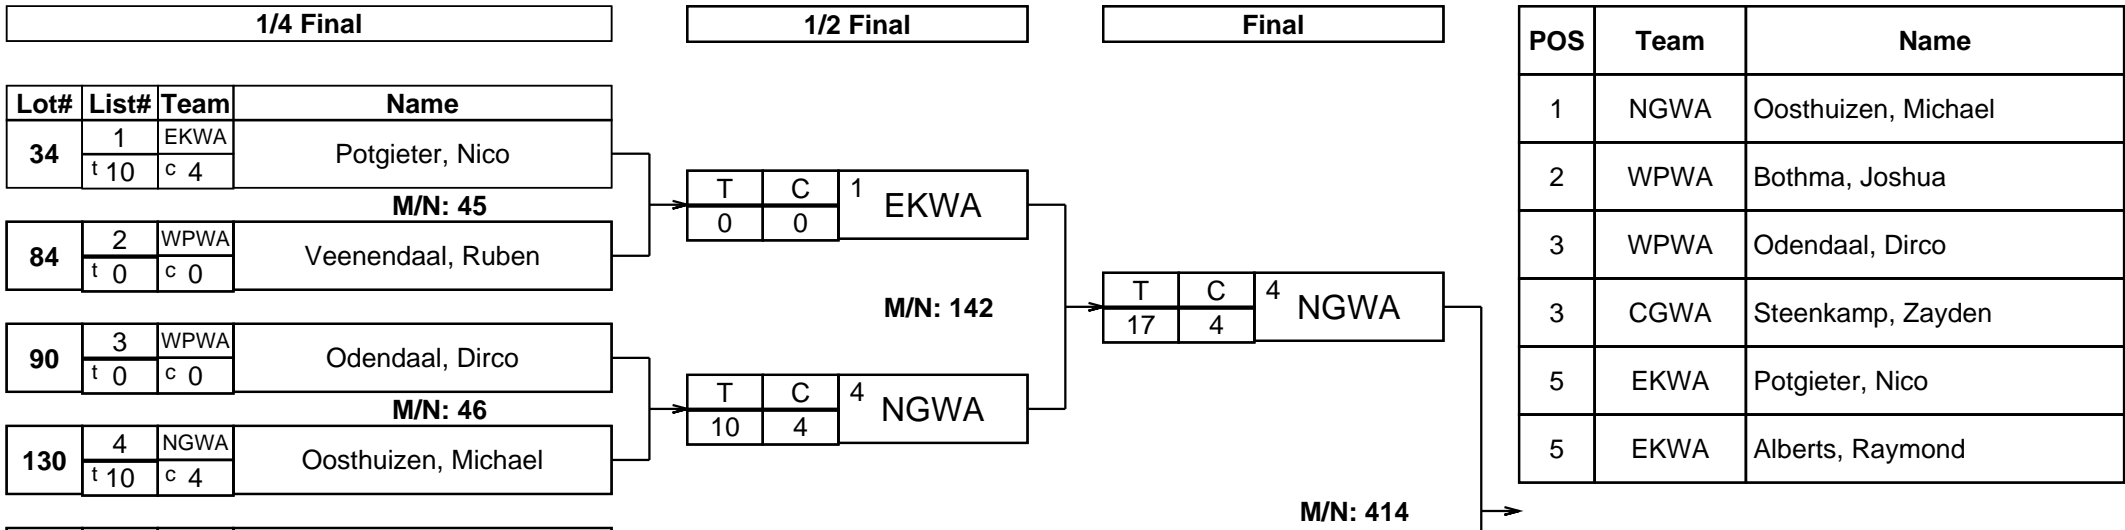 1/4 Final 1/2 Final Final
POS Team Name
Lot# List# Team Name
34 1 EKWA Potgieter, Nico
t 10 c 4
M/N: 45
84 2 WPWA Veenendaal, Ruben
t 0 c 0
90 3 WPWA Odendaal, Dirco
t 0 c 0
M/N: 46
130 4 NGWA Oosthuizen, Michael
t 10 c 4
T C 1 EKWA
0 0
M/N: 142
T C 4 NGWA
10 4
T C 4 NGWA
17 4
M/N: 414
1 NGWA Oosthuizen, Michael
2 WPWA Bothma, Joshua
3 WPWA Odendaal, Dirco
3 CGWA Steenkamp, Zayden
5 EKWA Potgieter, Nico
5 EKWA Alberts, Raymond